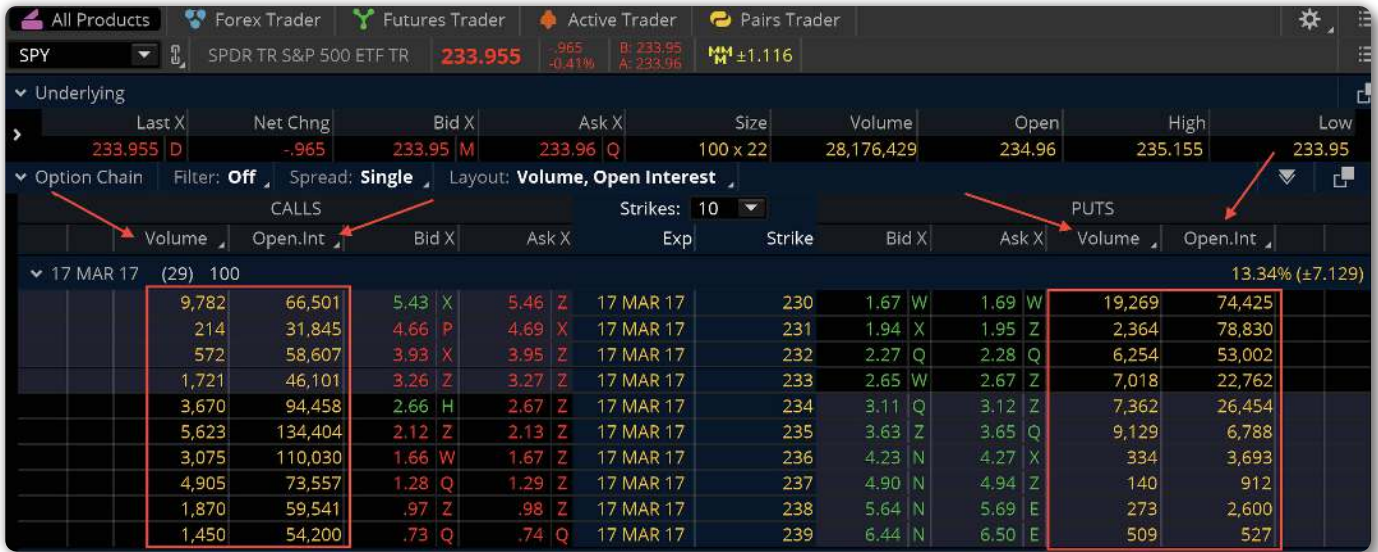 All Products Forex Trader Futures Trader Active Trader Pairs Trader
SPY SPDR TR S&P 500 ETF TR 233.955 -.965 -0.41% B: 233.95 A: 233.96 MMM ±1.116
Underlying
Last X Net Chng Bid X Ask X Size Volume Open High Low
233.955 D -.965 233.95 M 233.96 Q 100 x 22 28,176,429 234.96 235.155 233.95
Option Chain Filter: Off Spread: Single Layout: Volume, Open Interest
CALLS Strikes: 10 PUTS
Volume Open.Int Bid X Ask X Exp Strike Bid X Ask X Volume Open.Int
17 MAR 17 (29) 100 13.34% (±7.129)
9,782 66,501 5.43 X 5.46 Z 17 MAR 17 230 1.67 W 1.69 W 19,269 74,425
214 31,845 4.66 P 4.69 X 17 MAR 17 231 1.94 X 1.95 Z 2,364 78,830
572 58,607 3.93 X 3.95 Z 17 MAR 17 232 2.27 Q 2.28 Q 6,254 53,002
1,721 46,101 3.26 Z 3.27 Z 17 MAR 17 233 2.65 W 2.67 Z 7,018 22,762
3,670 94,458 2.66 H 2.67 Z 17 MAR 17 234 3.11 Q 3.12 Z 7,362 26,454
5,623 134,404 2.12 Z 2.13 Z 17 MAR 17 235 3.63 Z 3.65 Q 9,129 6,788
3,075 110,030 1.66 W 1.67 Z 17 MAR 17 236 4.23 N 4.27 X 334 3,693
4,905 73,557 1.28 Q 1.29 Z 17 MAR 17 237 4.90 N 4.94 Z 140 912
1,870 59,541 .97 Z .98 Z 17 MAR 17 238 5.64 N 5.69 E 273 2,600
1,450 54,200 .73 Q .74 Q 17 MAR 17 239 6.44 N 6.50 E 509 527